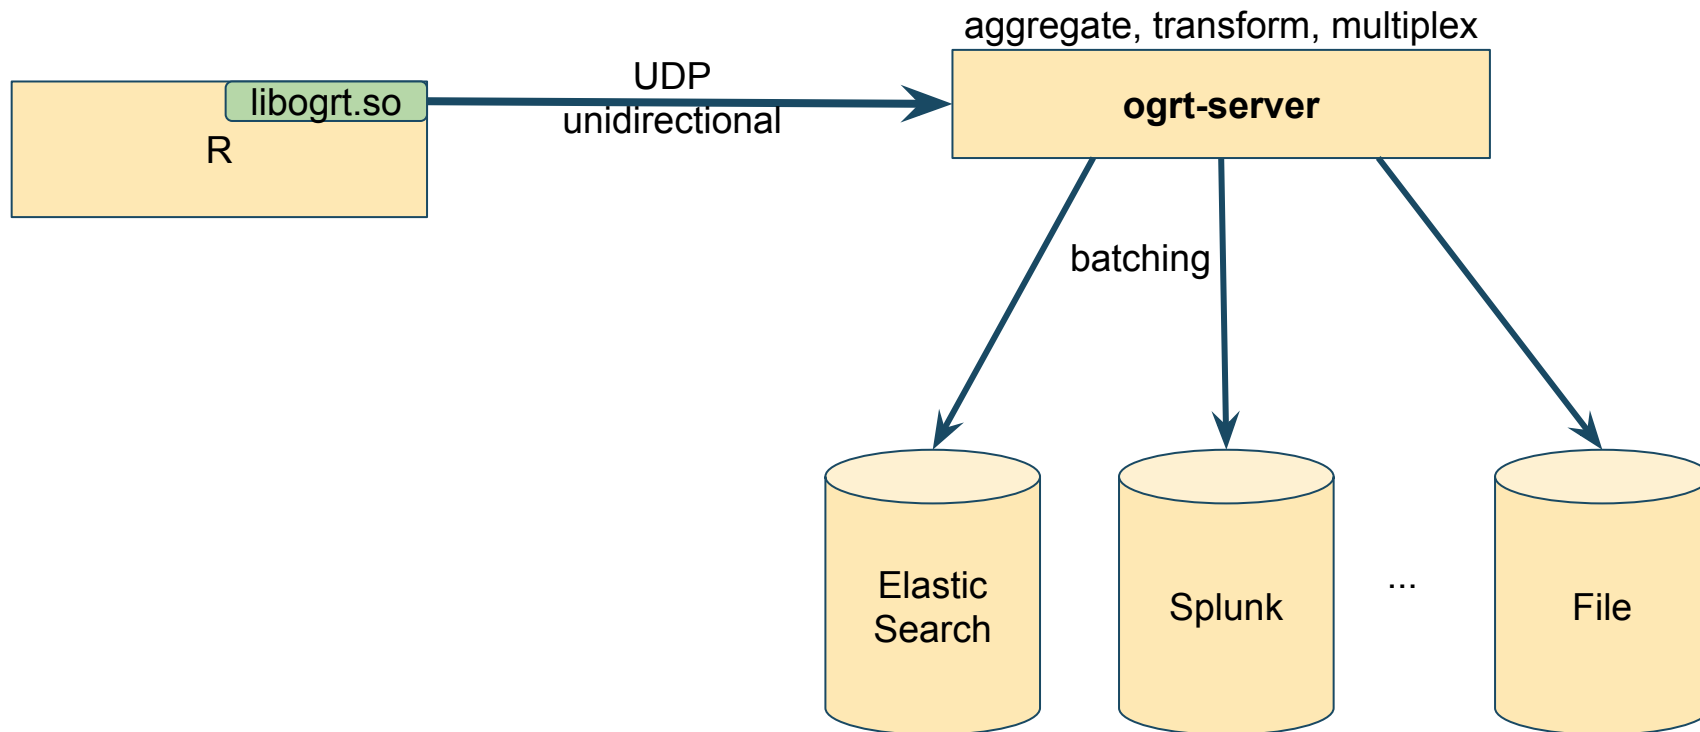 aggregate, transform, multiplex
libogrt.so
R
UDP
unidirectional
ogrt-server
batching
Elastic
Search
Splunk
...
File